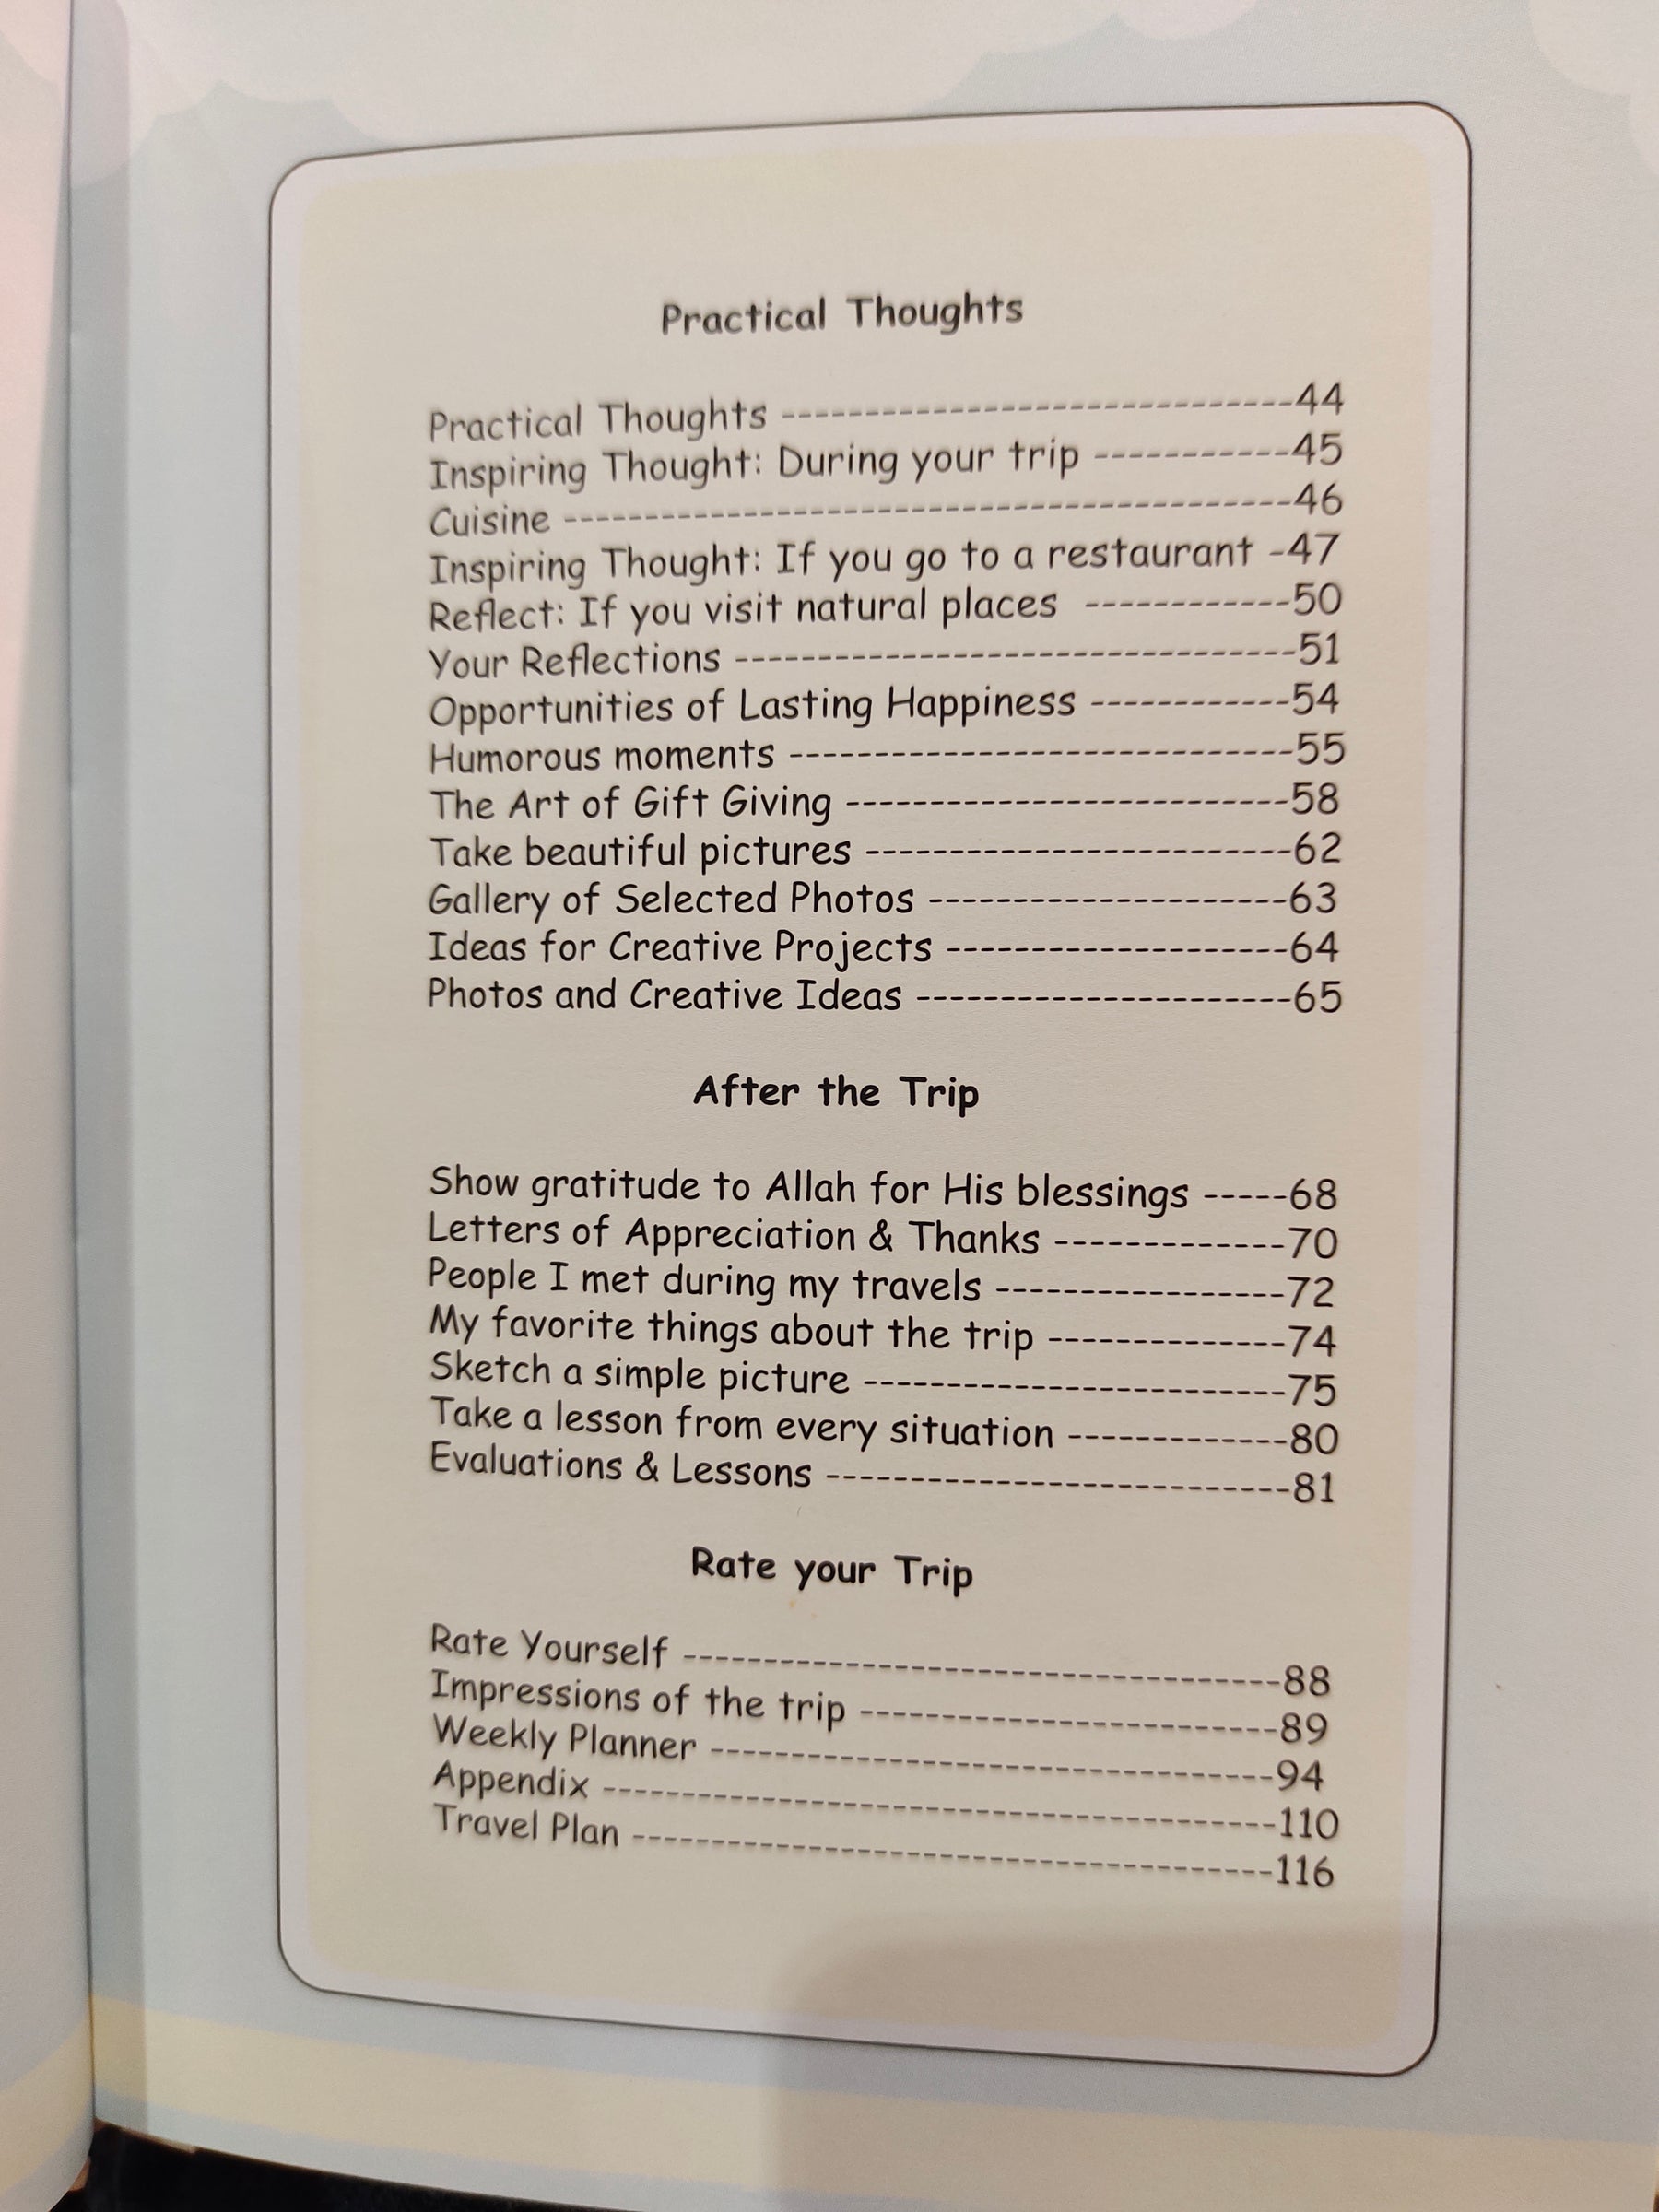 Practical Thoughts
Practical Thoughts ------------------------------44
Inspiring Thought: During your trip ------------45
Cuisine -------------------------------------------46
Inspiring Thought: If you go to a restaurant -47
Reflect: If you visit natural places ------------50
Your Reflections ---------------------------------51
Opportunities of Lasting Happiness ------------54
Humorous moments ------------------------------55
The Art of Gift Giving --------------------------58
Take beautiful pictures -------------------------62
Gallery of Selected Photos ---------------------63
Ideas for Creative Projects --------------------64
Photos and Creative Ideas ----------------------65
After the Trip
Show gratitude to Allah for His blessings -----68
Letters of Appreciation & Thanks --------------70
People I met during my travels -----------------72
My favorite things about the trip --------------74
Sketch a simple picture -------------------------75
Take a lesson from every situation -------------80
Evaluations & Lessons ---------------------------81
Rate your Trip
Rate Yourself ------------------------------------88
Impressions of the trip -------------------------89
Weekly Planner ----------------------------------94
Appendix ----------------------------------------110
Travel Plan --------------------------------------116